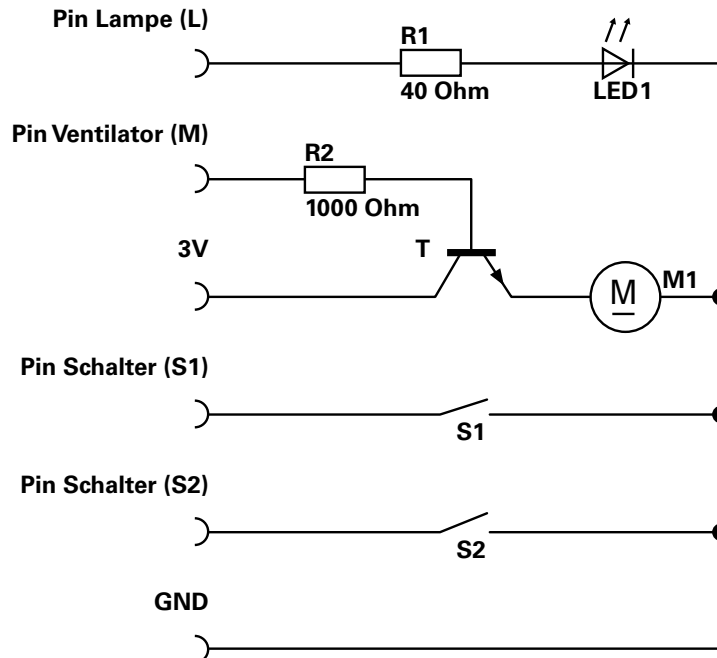 Pin Lampe (L)
R1
40 Ohm
LED1
Pin Ventilator (M)
R2
1000 Ohm
3V
T
M
M1
Pin Schalter (S1)
S1
Pin Schalter (S2)
S2
GND